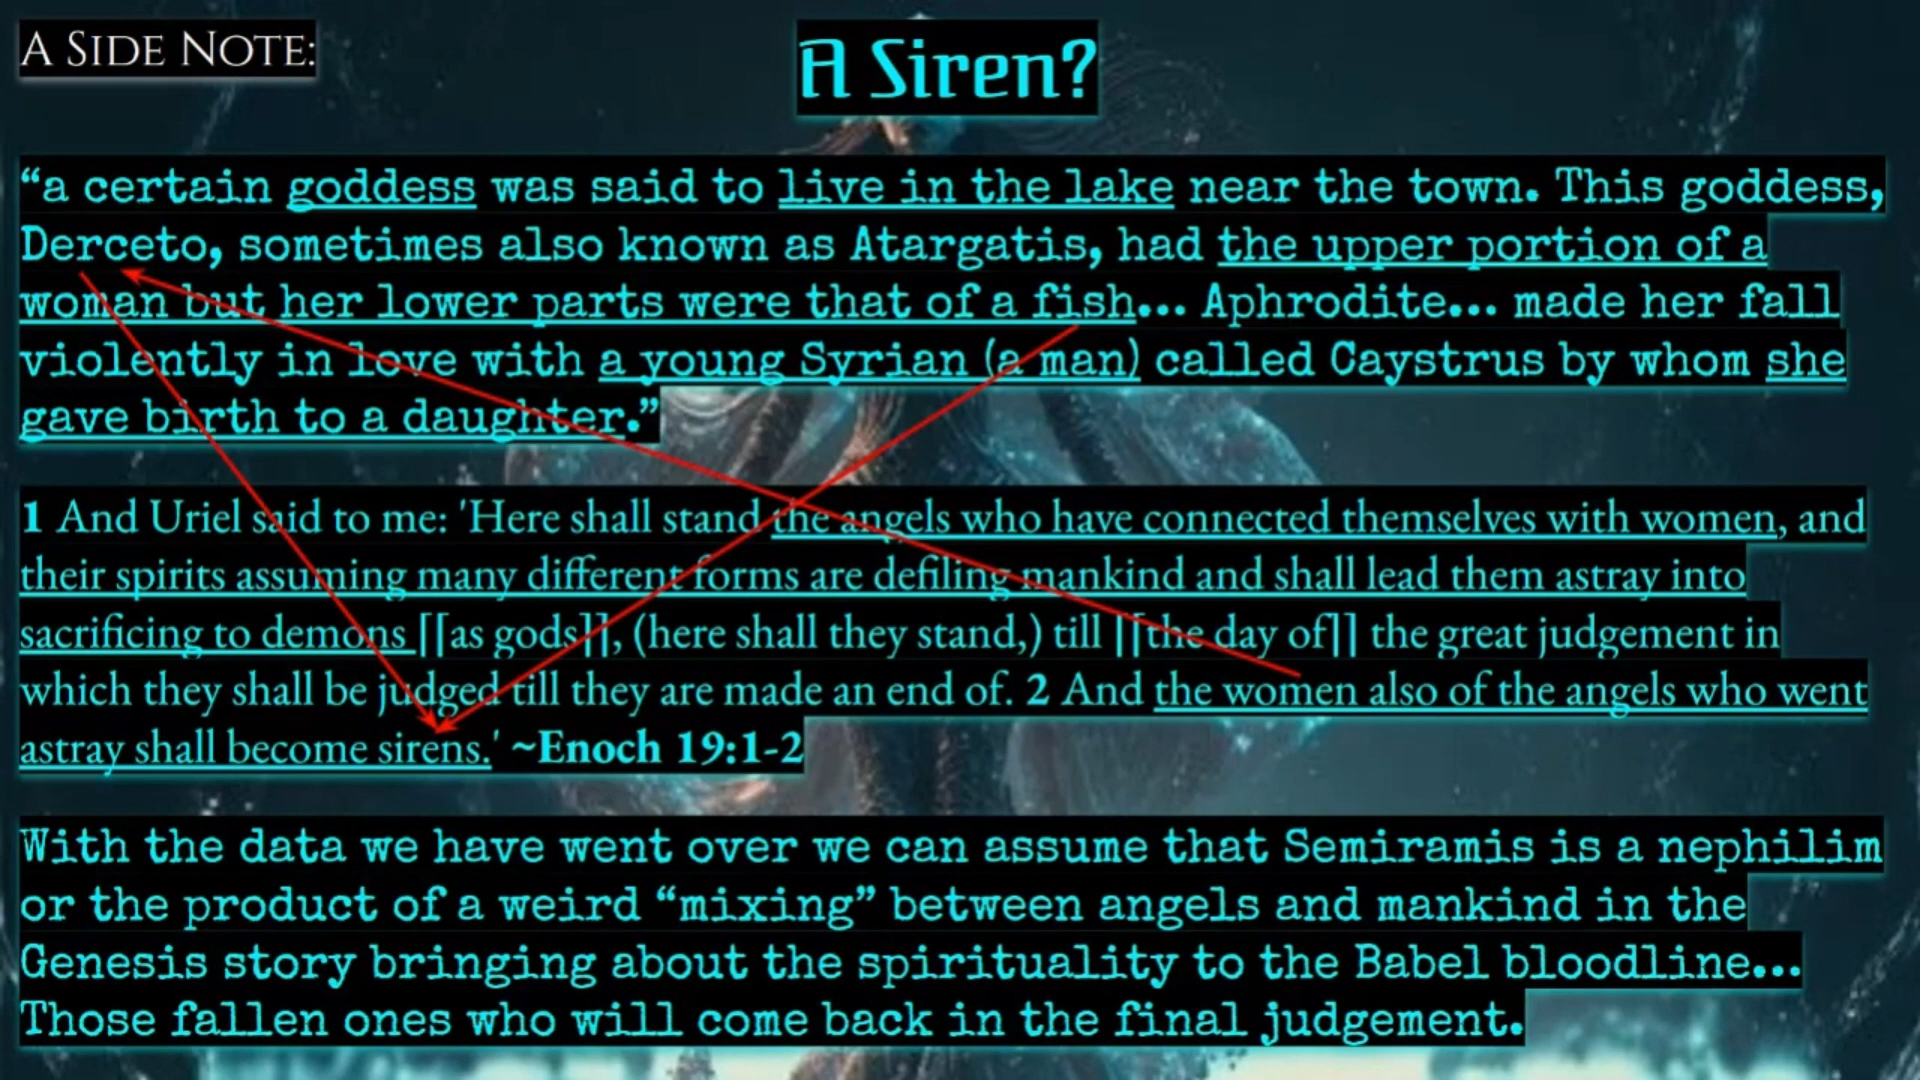 A SIDE NOTE:
A Siren?
“a certain goddess was said to live in the lake near the town. This goddess,
Derceto, sometimes also known as Atargatis, had the upper portion of a
woman but her lower parts were that of a fish... Aphrodite... made her fall
violently in love with a young Syrian (a man) called Caystrus by whom she
gave birth to a daughter.”
1 And Uriel said to me: 'Here shall stand the angels who have connected themselves with women, and
their spirits assuming many different forms are defiling mankind and shall lead them astray into
sacrificing to demons [[as gods]], (here shall they stand,) till [[the day of]] the great judgement in
which they shall be judged till they are made an end of. 2 And the women also of the angels who went
astray shall become sirens.' ~Enoch 19:1-2
With the data we have went over we can assume that Semiramis is a nephilim
or the product of a weird “mixing” between angels and mankind in the
Genesis story bringing about the spirituality to the Babel bloodline...
Those fallen ones who will come back in the final judgement.